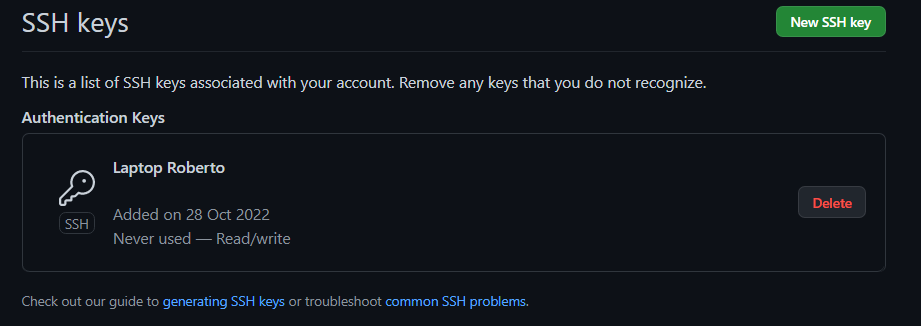 SSH keys
New SSH key
This is a list of SSH keys associated with your account. Remove any keys that you do not recognize.
Authentication Keys
Laptop Roberto
SSH
Added on 28 Oct 2022
Never used — Read/write
Delete
Check out our guide to generating SSH keys or troubleshoot common SSH problems.